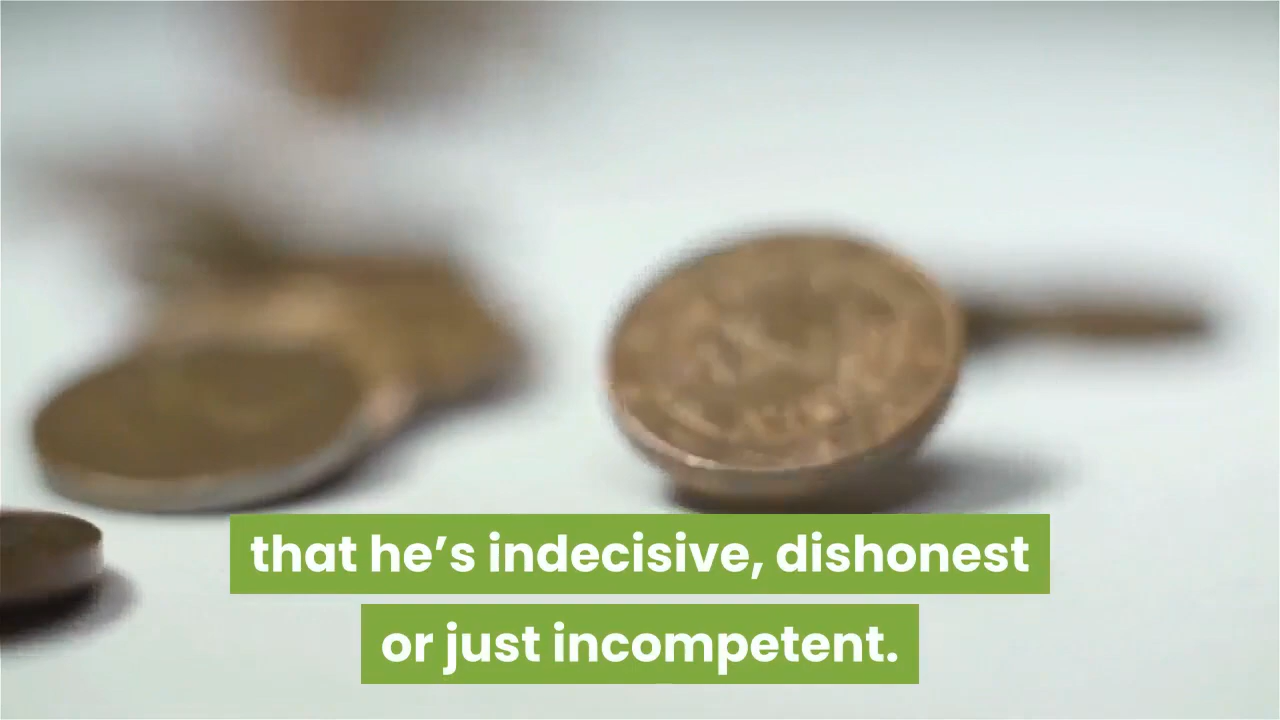 that he’s indecisive, dishonest
or just incompetent.